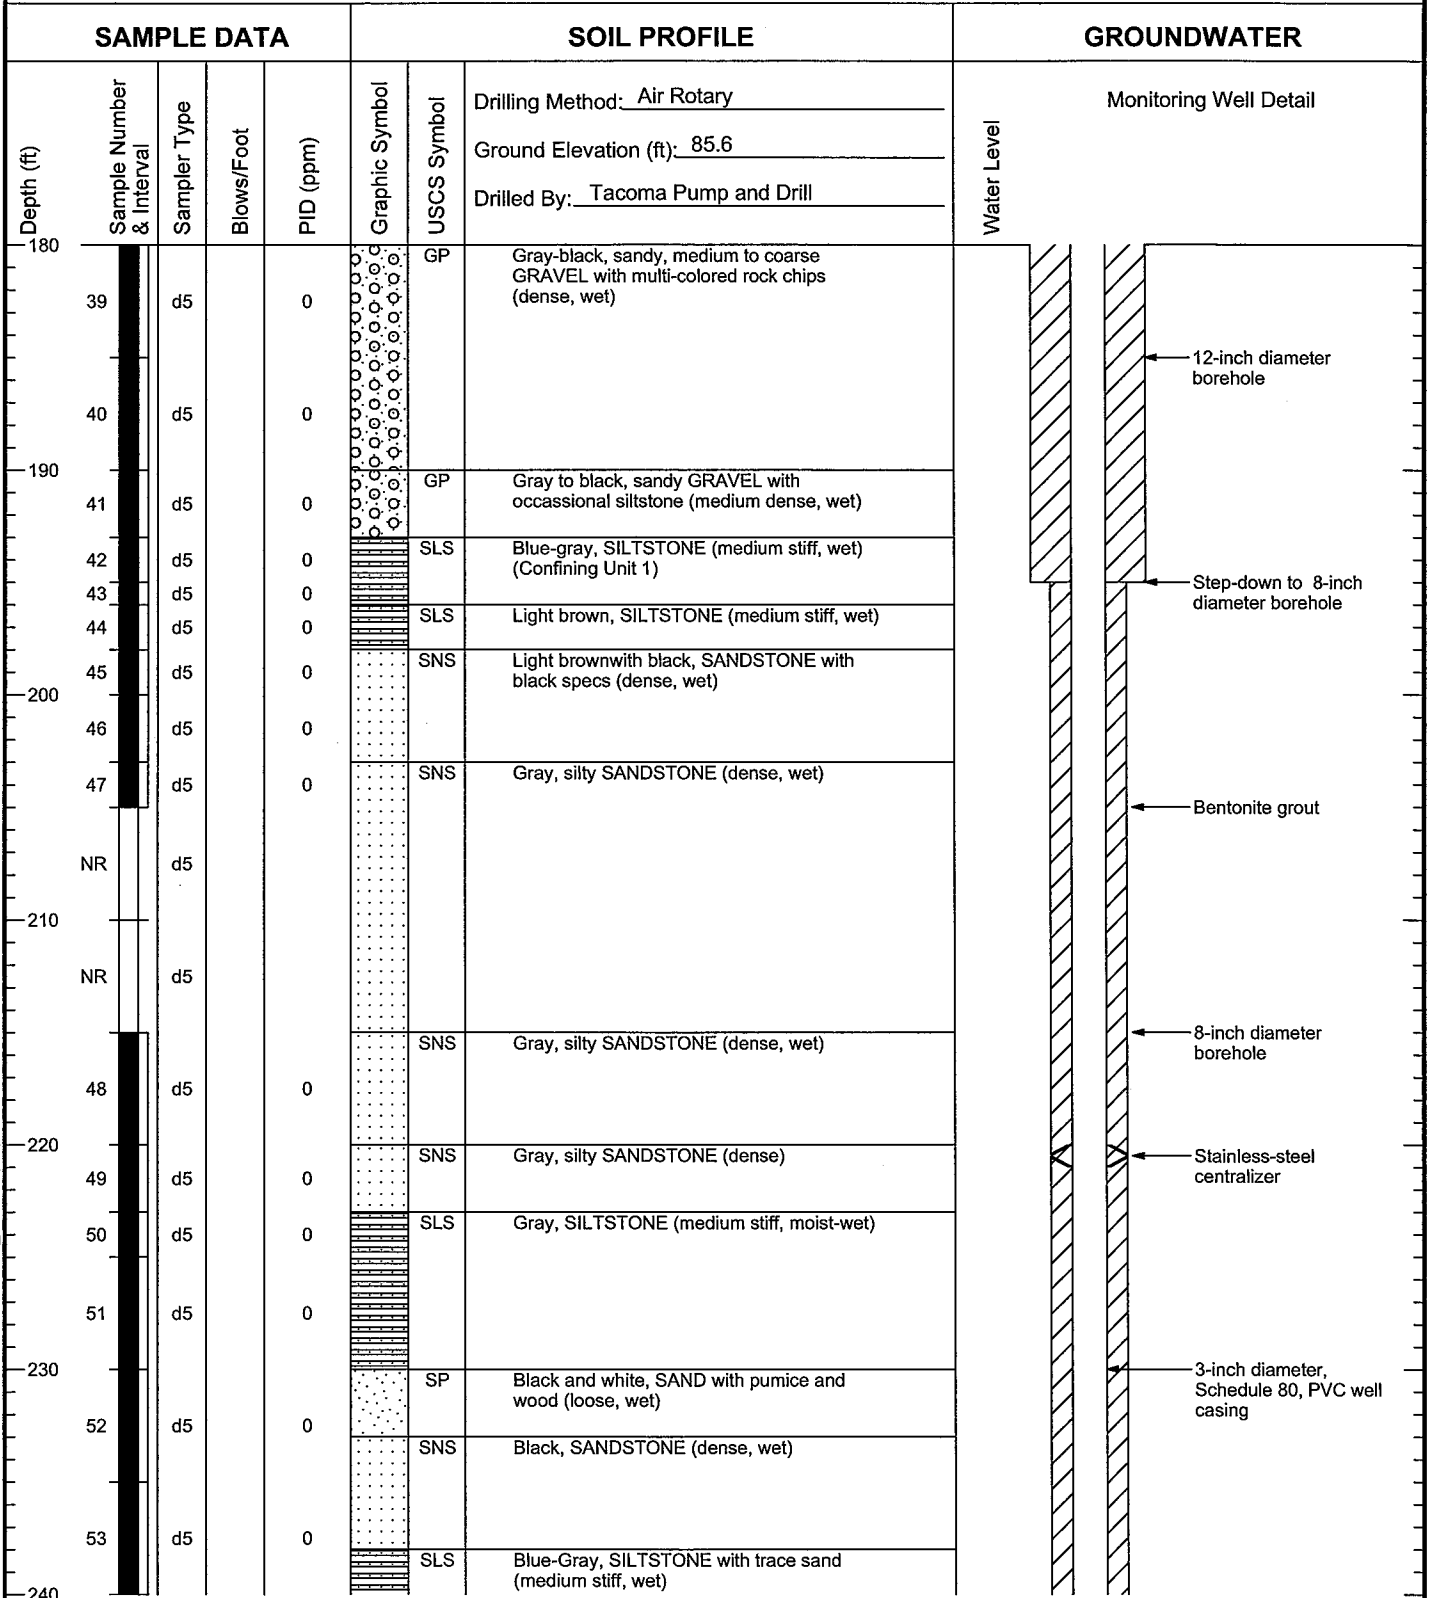 SAMPLE DATA
SOIL PROFILE
GROUNDWATER
Depth (ft)
Sample Number
& Interval
Sampler Type
Blows/Foot
PID (ppm)
Graphic Symbol
USCS Symbol
Drilling Method: Air Rotary
Ground Elevation (ft): 85.6
Drilled By: Tacoma Pump and Drill
Water Level
Monitoring Well Detail
180
GP
Gray-black, sandy, medium to coarse
GRAVEL with multi-colored rock chips
(dense, wet)
39 d5 0
12-inch diameter
borehole
40 d5 0
190
GP
Gray to black, sandy GRAVEL with
occassional siltstone (medium dense, wet)
41 d5 0
SLS
Blue-gray, SILTSTONE (medium stiff, wet)
(Confining Unit 1)
42 d5 0
Step-down to 8-inch
diameter borehole
43 d5 0
SLS
Light brown, SILTSTONE (medium stiff, wet)
44 d5 0
SNS
Light brownwith black, SANDSTONE with
black specs (dense, wet)
45 d5 0
200
46 d5 0
SNS
Gray, silty SANDSTONE (dense, wet)
47 d5 0
Bentonite grout
NR d5
210
NR d5
SNS
Gray, silty SANDSTONE (dense, wet)
8-inch diameter
borehole
48 d5 0
220
SNS
Gray, silty SANDSTONE (dense)
Stainless-steel
centralizer
49 d5 0
SLS
Gray, SILTSTONE (medium stiff, moist-wet)
50 d5 0
51 d5 0
230
SP
Black and white, SAND with pumice and
wood (loose, wet)
3-inch diameter,
Schedule 80, PVC well
casing
52 d5 0
SNS
Black, SANDSTONE (dense, wet)
53 d5 0
SLS
Blue-Gray, SILTSTONE with trace sand
(medium stiff, wet)
240